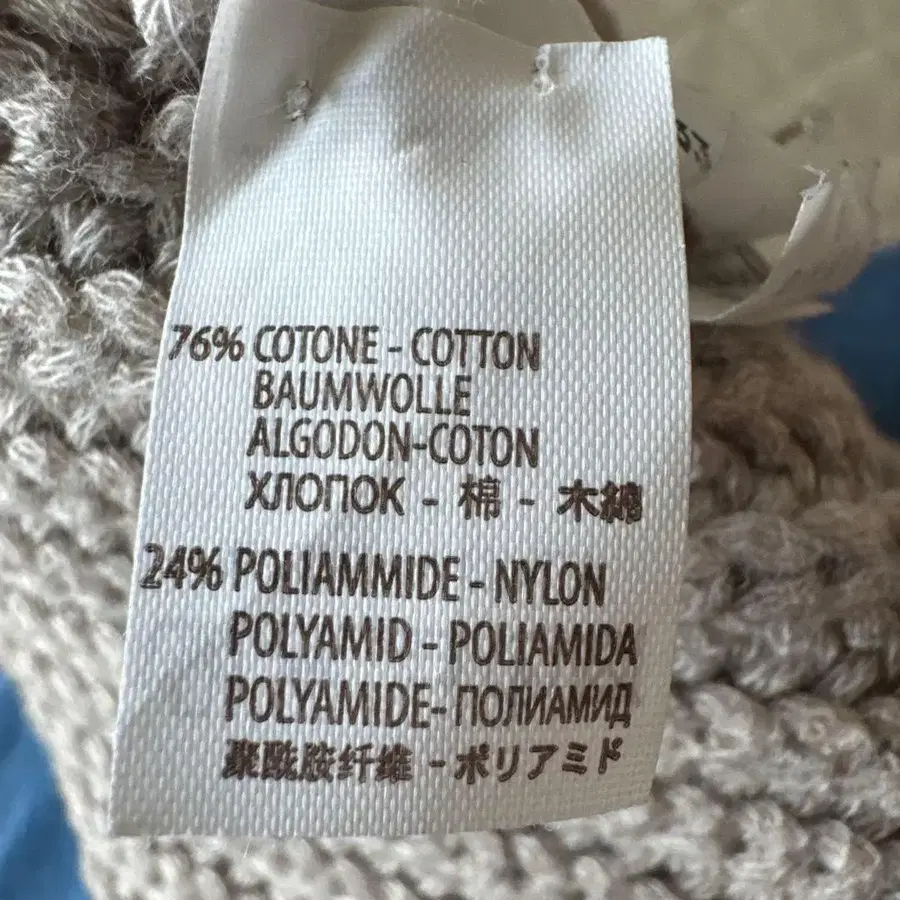 76% COTONE - COTTON
BAUMWOLLE
ALGODON-COTON
ХЛОПОК - 棉 - 木綿
24% POLIAMMIDE - NYLON
POLYAMID - POLIAMIDA
POLYAMIDE- ПОЛИАМИД
聚酰胺纤维 - ポリアミド